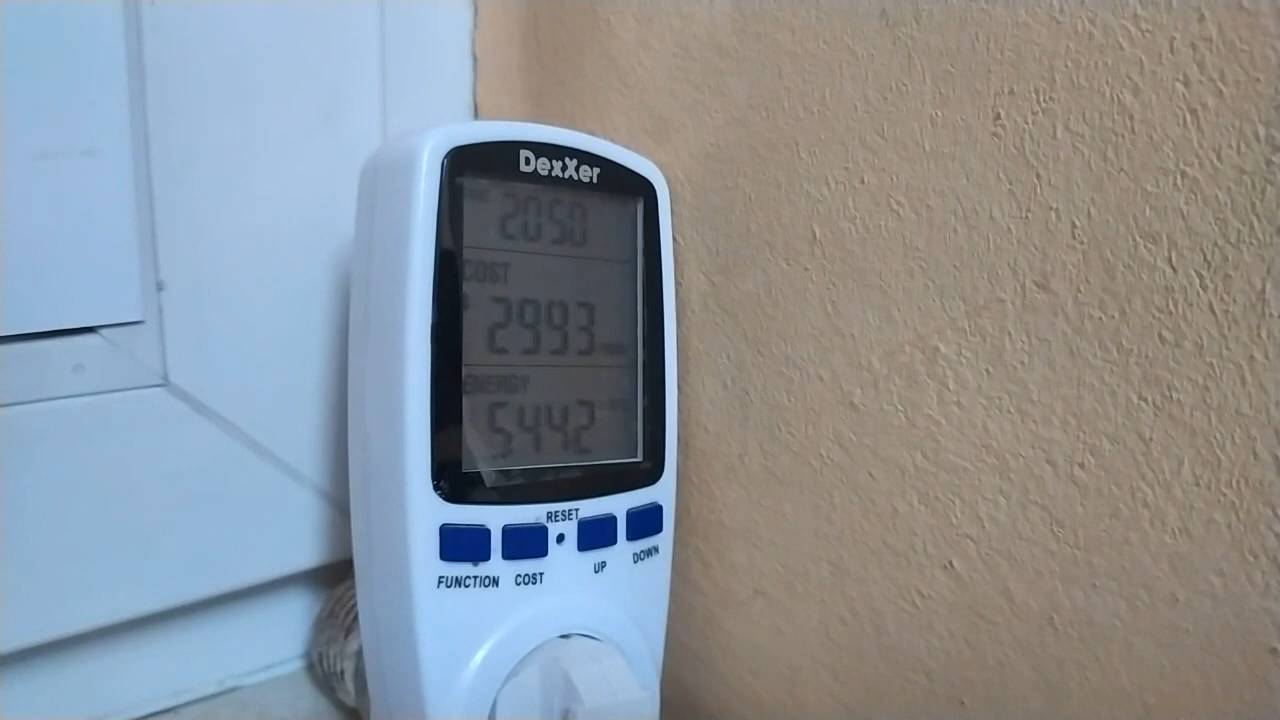 DexXer
2050
COST
2993
ENERGY
5442
RESET
FUNCTION COST UP DOWN